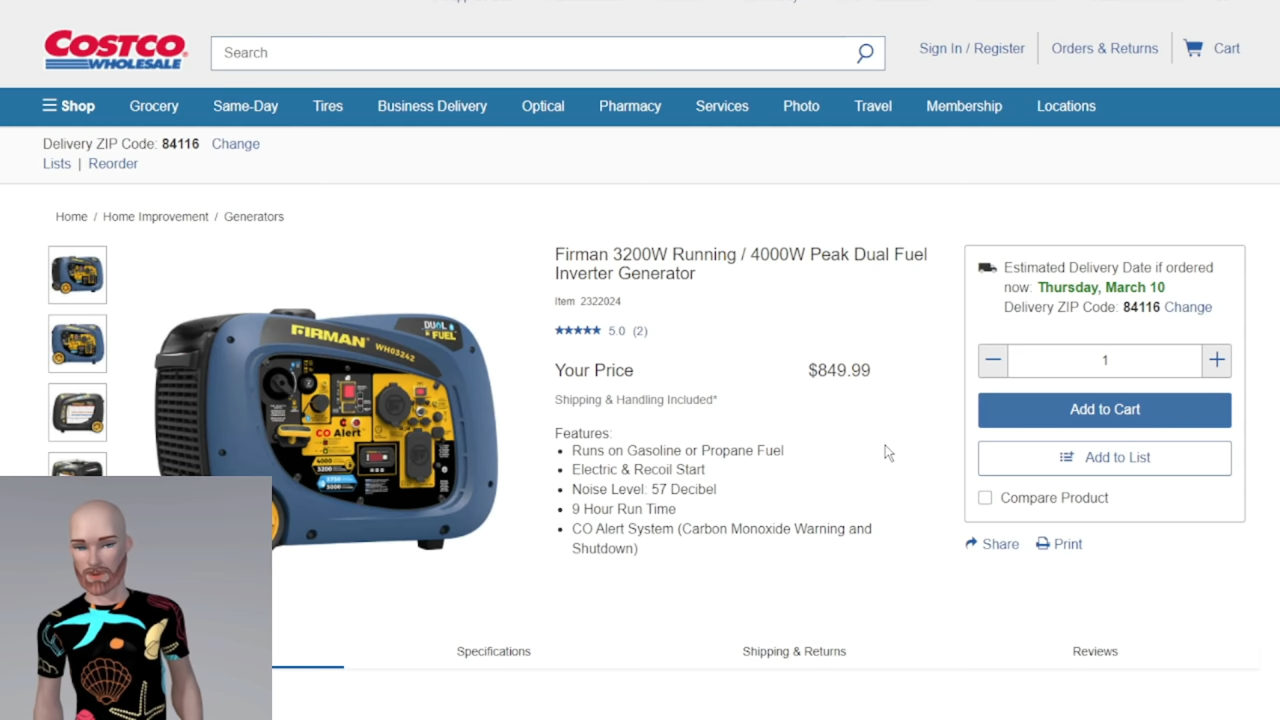 COSTCO
WHOLESALE
Search
Sign In / Register
Orders & Returns
Cart
Shop
Grocery
Same-Day
Tires
Business Delivery
Optical
Pharmacy
Services
Photo
Travel
Membership
Locations
Delivery ZIP Code: 84116 Change
Lists | Reorder
Home / Home Improvement / Generators
FIRMAN
WH03242
DUAL
FUEL
CO Alert
4000
3200
Firman 3200W Running / 4000W Peak Dual Fuel
Inverter Generator
Item 2322024
5.0 (2)
Your Price $849.99
Shipping & Handling Included*
Features:
• Runs on Gasoline or Propane Fuel
• Electric & Recoil Start
• Noise Level: 57 Decibel
• 9 Hour Run Time
• CO Alert System (Carbon Monoxide Warning and
Shutdown)
Estimated Delivery Date if ordered
now: Thursday, March 10
Delivery ZIP Code: 84116 Change
1
Add to Cart
Add to List
Compare Product
Share
Print
Specifications
Shipping & Returns
Reviews